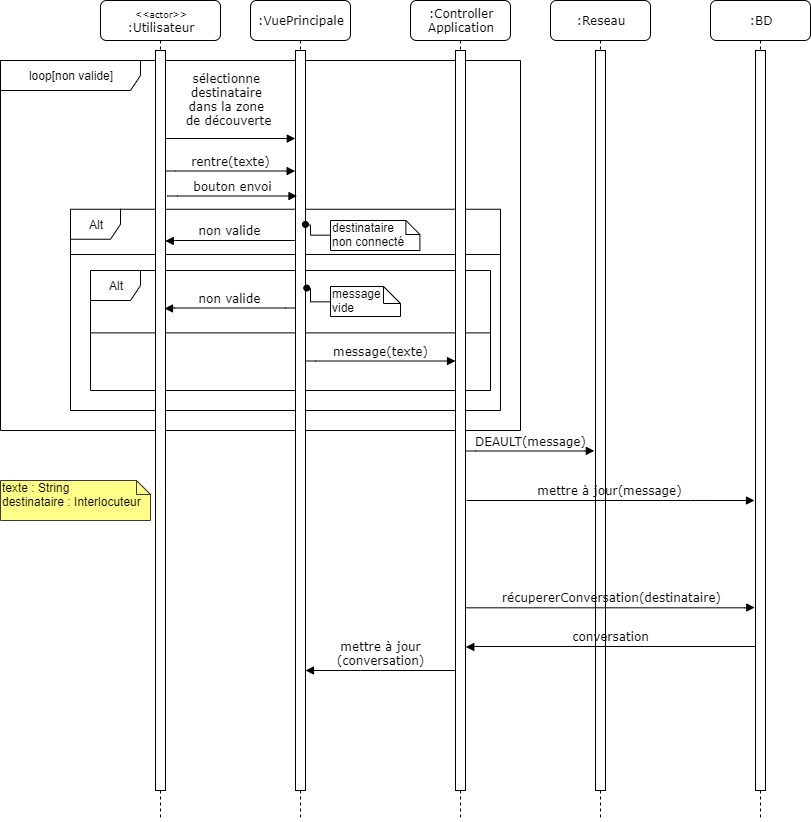 <<actor>>
:Utilisateur
:VuePrincipale
:Controller
Application
:Reseau
:BD
loop[non valide]
sélectionne
destinataire
dans la zone
de découverte
rentre(texte)
bouton envoi
Alt
non valide
destinataire
non connecté
Alt
non valide
message
vide
message(texte)
DEAULT(message)
texte : String
destinataire : Interlocuteur
mettre à jour(message)
récupererConversation(destinataire)
conversation
mettre à jour
(conversation)